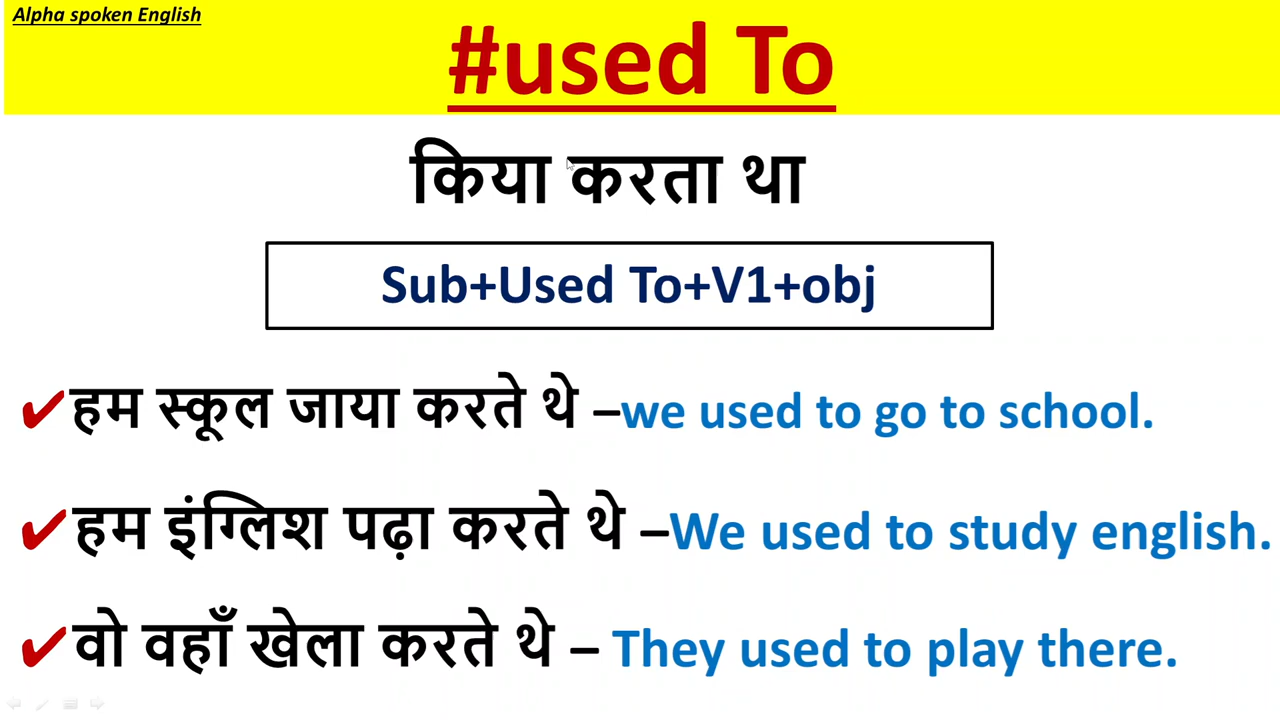 Alpha spoken English
#used To
किया करता था
Sub+Used To+V1+obj
✔हम स्कूल जाया करते थे –we used to go to school.
✔हम इंग्लिश पढ़ा करते थे –We used to study english.
✔वो वहाँ खेला करते थे – They used to play there.